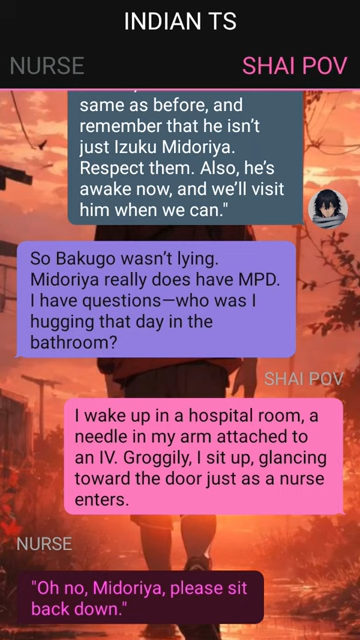 INDIAN TS
NURSE
SHAI POV
same as before, and
remember that he isn't
just Izuku Midoriya.
Respect them. Also, he's
awake now, and we'll visit
him when we can."
So Bakugo wasn't lying.
Midoriya really does have MPD.
I have questions—who was I
hugging that day in the
bathroom?
SHAI POV
I wake up in a hospital room, a
needle in my arm attached to
an IV. Groggily, I sit up, glancing
toward the door just as a nurse
enters.
NURSE
"Oh no, Midoriya, please sit
back down."